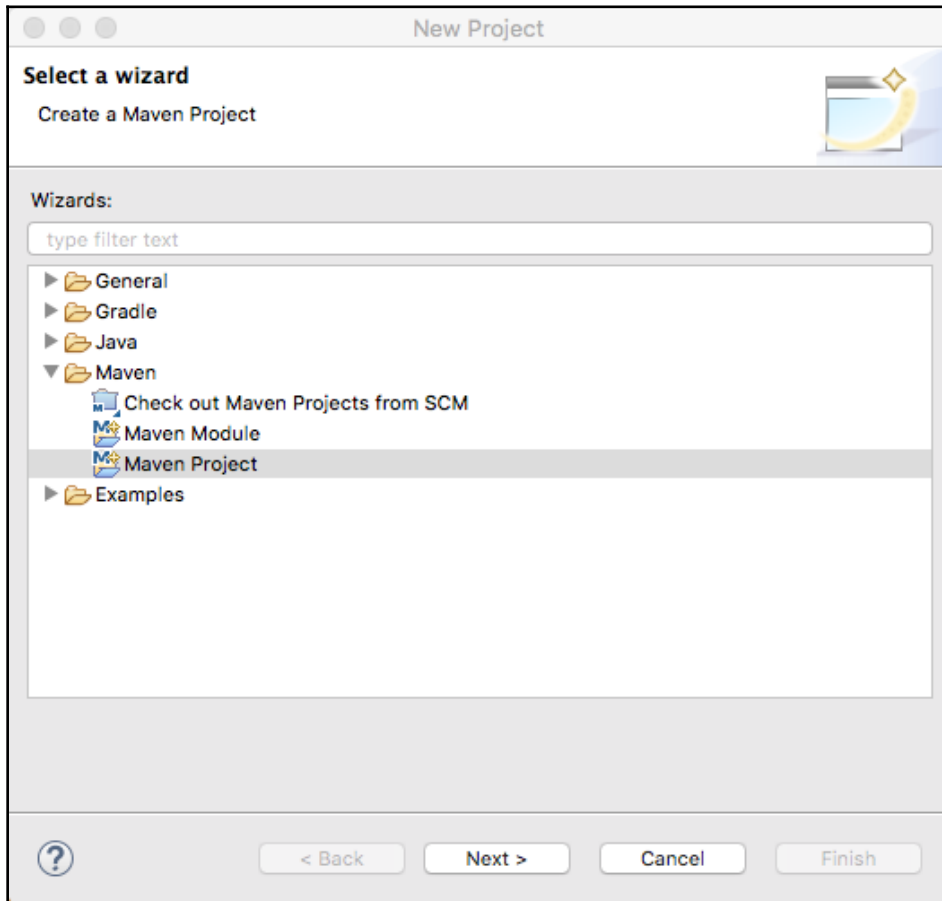 New Project
Select a wizard
Create a Maven Project
Wizards:
type filter text
General
Gradle
Java
Maven
Check out Maven Projects from SCM
Maven Module
Maven Project
Examples
? < Back Next > Cancel Finish